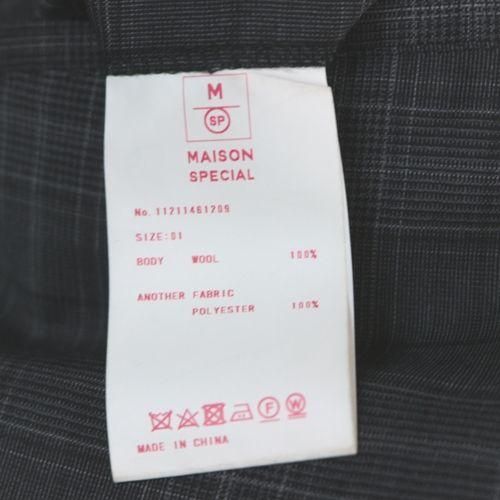 M
SP
MAISON
SPECIAL
No. 11211461209
SIZE:01
BODY WOOL 100%
ANOTHER FABRIC
POLYESTER 100%
F W
MADE IN CHINA